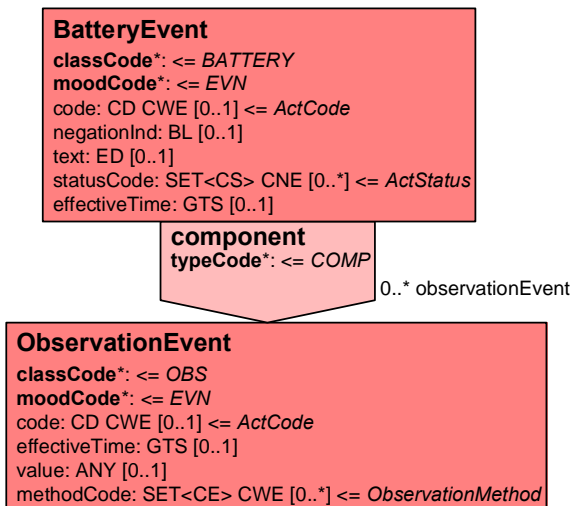 BatteryEvent
classCode*: <= BATTERY
moodCode*: <= EVN
code: CD CWE [0..1] <= ActCode
negationInd: BL [0..1]
text: ED [0..1]
statusCode: SET<CS> CNE [0..*] <= ActStatus
effectiveTime: GTS [0..1]
component
typeCode*: <= COMP
0..* observationEvent
ObservationEvent
classCode*: <= OBS
moodCode*: <= EVN
code: CD CWE [0..1] <= ActCode
effectiveTime: GTS [0..1]
value: ANY [0..1]
methodCode: SET<CE> CWE [0..*] <= ObservationMethod